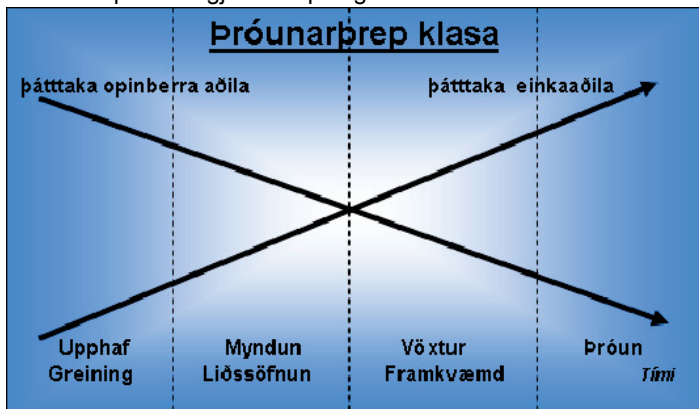 Þróunarþrep klasa
þátttaka opinberra aðila
þátttaka einkaaðila
Upphaf
Greining
Myndun
Liðssöfnun
Vöxtur
Framkvæmd
Þróun
Tími